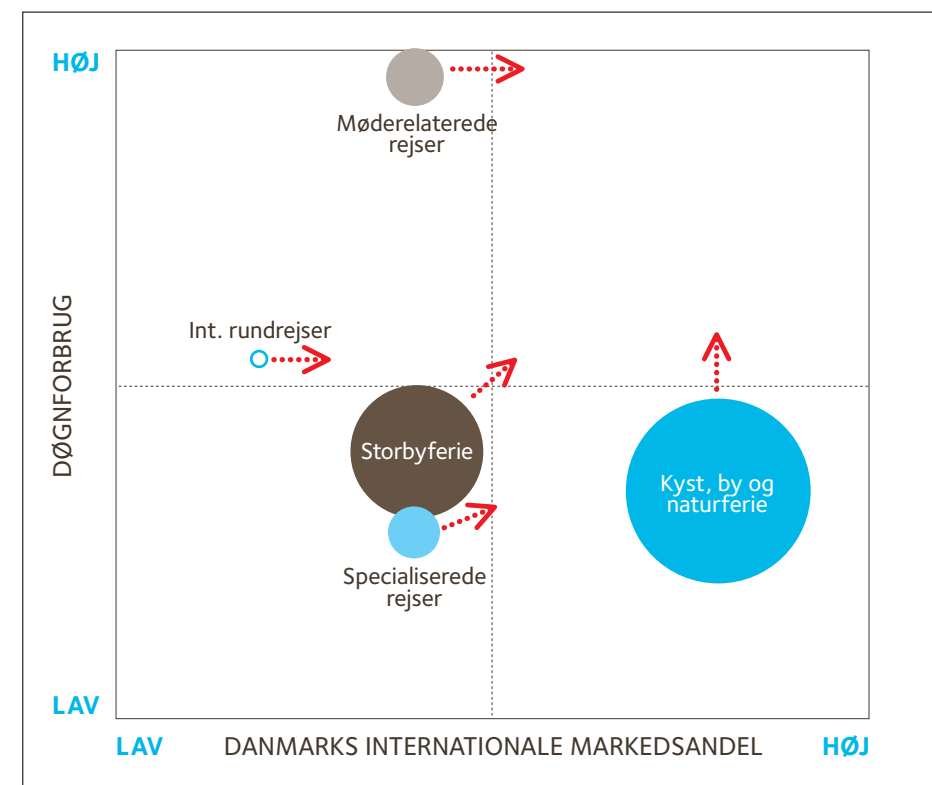 HØJ
Møderelaterede
rejser
DØGNFORBRUG
Int. rundrejser
Storbyferie
Kyst, by og
naturferie
Specialiserede
rejser
LAV
LAV DANMARKS INTERNATIONALE MARKEDSANDEL HØJ